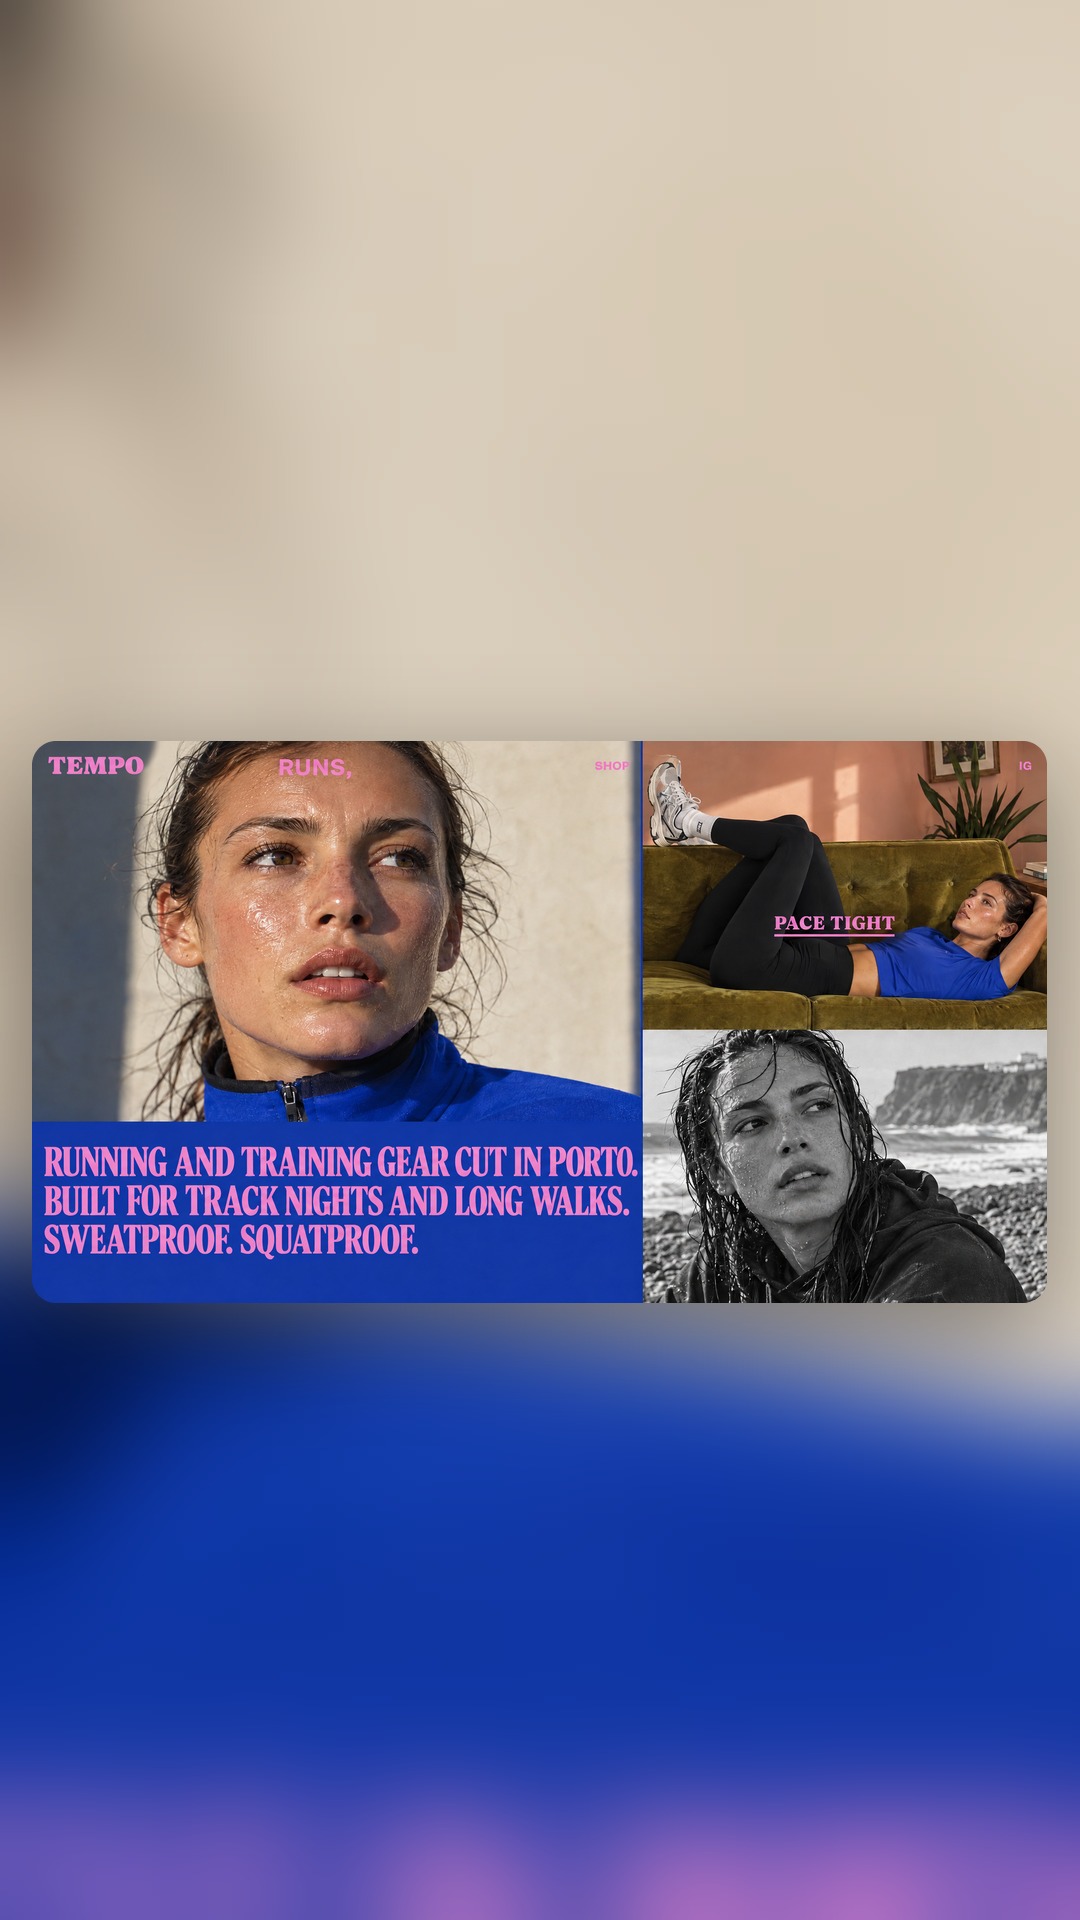 TEMPO
RUNS,
SHOP
IG
PACE TIGHT
RUNNING AND TRAINING GEAR CUT IN PORTO.
BUILT FOR TRACK NIGHTS AND LONG WALKS.
SWEATPROOF. SQUATPROOF.